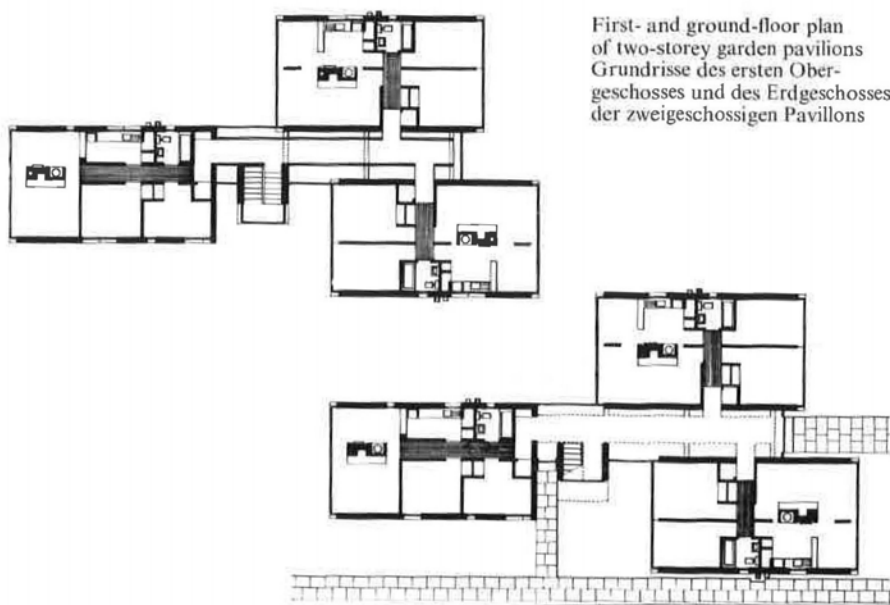 First- and ground-floor plan
of two-storey garden pavilions
Grundrisse des ersten Ober-
geschosses und des Erdgeschosses
der zweigeschossigen Pavillons